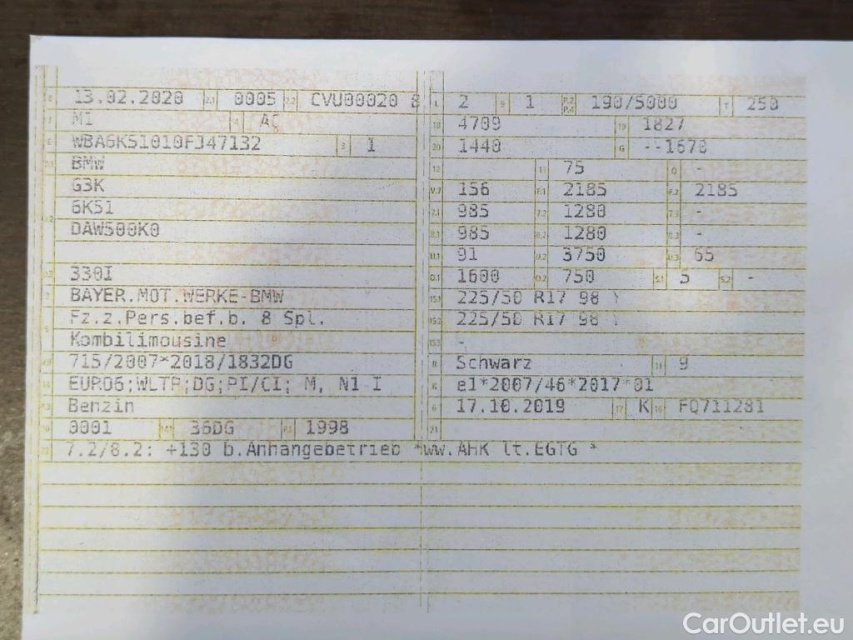 13.02.2020 0005 CVU00020 8
M1 AC
WBA6K51010FJ47132 1
BMW
G3K
6K51
DAW500K0
330I
BAYER.MOT.WERKE-BMW
Fz.z.Pers.bef.b. 8 Spl.
Kombilimousine
715/2007*2018/1832DG
EURO6;WLTP;DG;PI/CI; M, N1 I
Benzin
0001 36DG 1998
7.2/8.2: +130 b.Anhängebetrieb *ww.AHK lt.EGTG *
2 1 190/5000 250
4709 1827
1440 --1670
75 -
156 2185 2185
985 1280 -
985 1280 -
91 3750 65
1600 750 5 -
225/50 R17 98
225/50 R17 98
-
Schwarz 9
e1*2007/46*2017*01
17.10.2019 K FQ711281
CarOutlet.eu